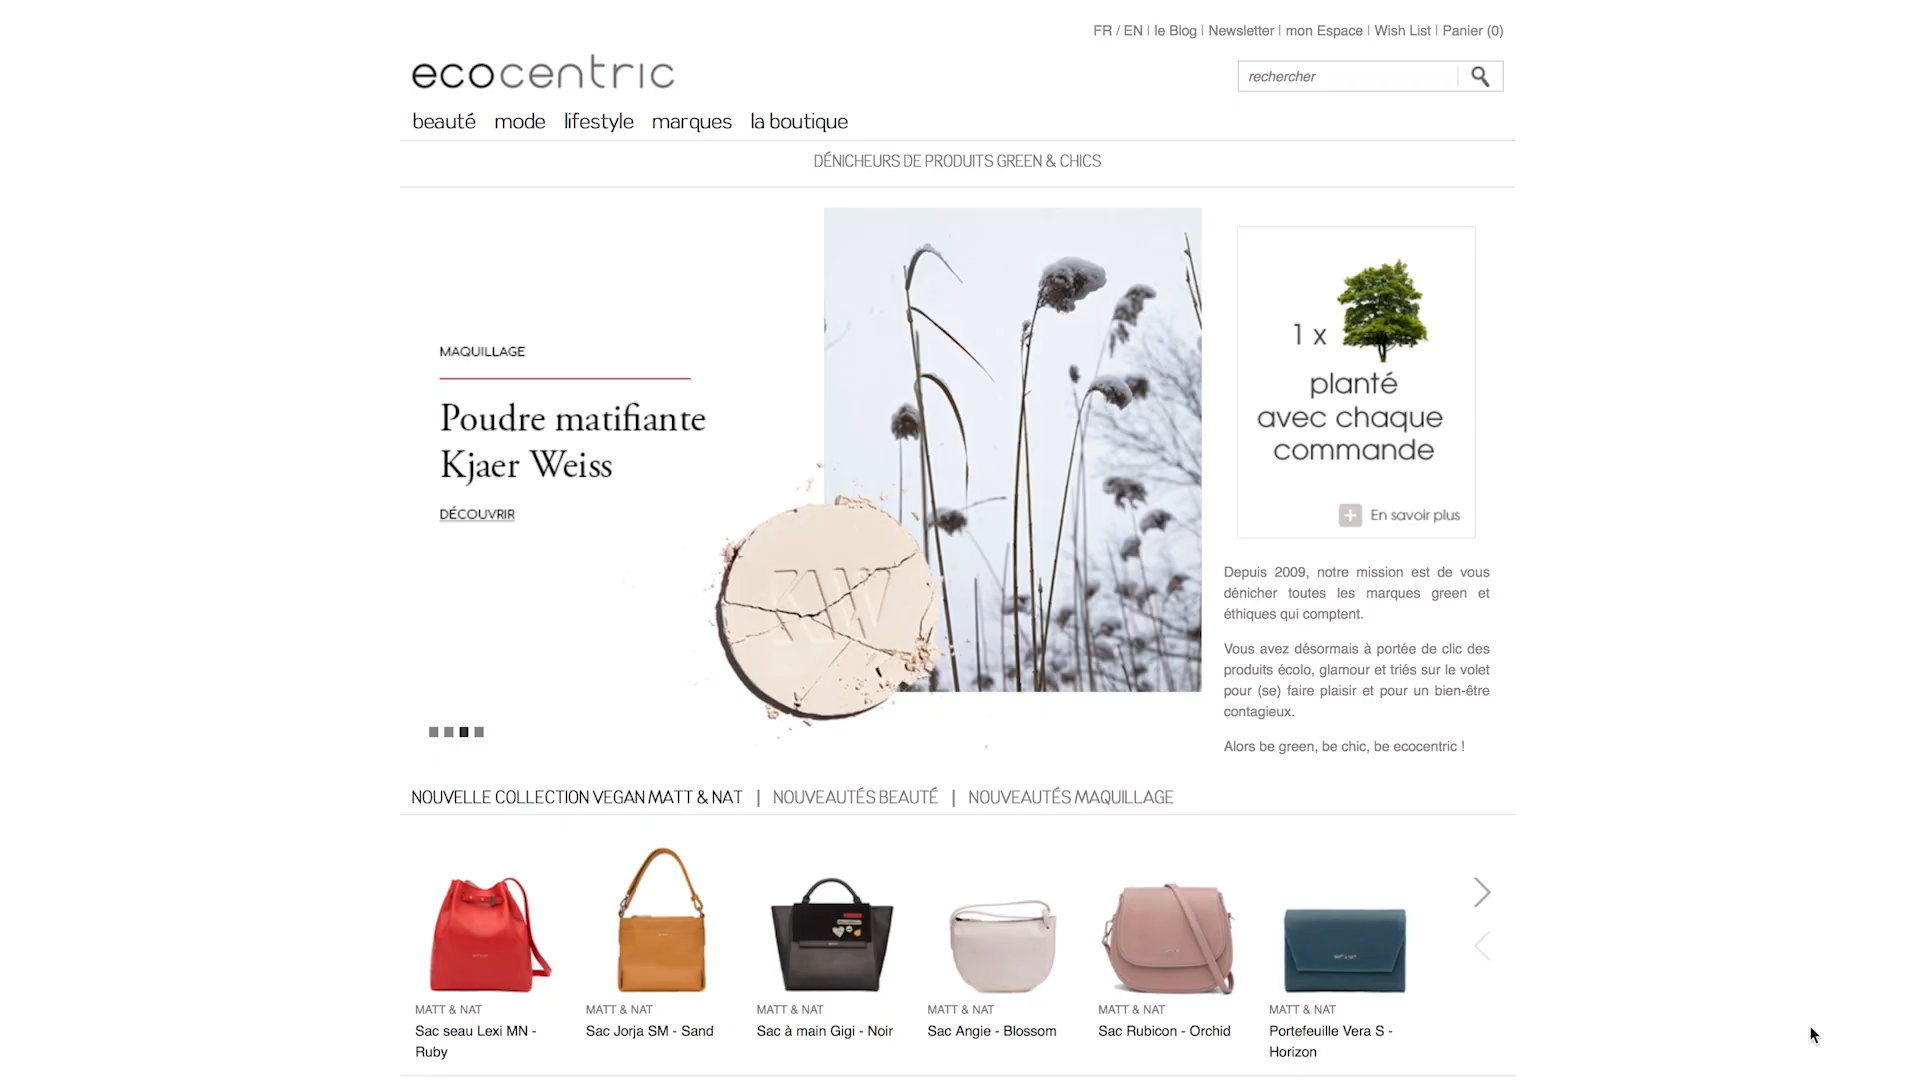 FR / EN | le Blog | Newsletter | mon Espace | Wish List | Panier (0)
ecocentric
rechercher
beauté mode lifestyle marques la boutique
DÉNICHEURS DE PRODUITS GREEN & CHICS
MAQUILLAGE
Poudre matifiante
Kjaer Weiss
DÉCOUVRIR
KW
1 x
planté
avec chaque
commande
+ En savoir plus
Depuis 2009, notre mission est de vous
dénicher toutes les marques green et
éthiques qui comptent.
Vous avez désormais à portée de clic des
produits écolo, glamour et triés sur le volet
pour (se) faire plaisir et pour un bien-être
contagieux.
Alors be green, be chic, be ecocentric !
NOUVELLE COLLECTION VEGAN MATT & NAT | NOUVEAUTÉS BEAUTÉ | NOUVEAUTÉS MAQUILLAGE
MATT & NAT
Sac seau Lexi MN -
Ruby
MATT & NAT
Sac Jorja SM - Sand
MATT & NAT
Sac à main Gigi - Noir
MATT & NAT
Sac Angie - Blossom
MATT & NAT
Sac Rubicon - Orchid
MATT & NAT
MATT & NAT
Portefeuille Vera S -
Horizon